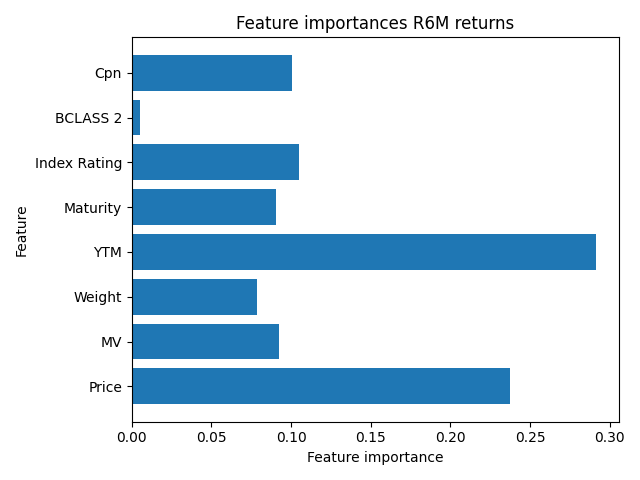 Feature importances R6M returns
Feature
Cpn
BCLASS 2
Index Rating
Maturity
YTM
Weight
MV
Price
0.00 0.05 0.10 0.15 0.20 0.25 0.30
Feature importance